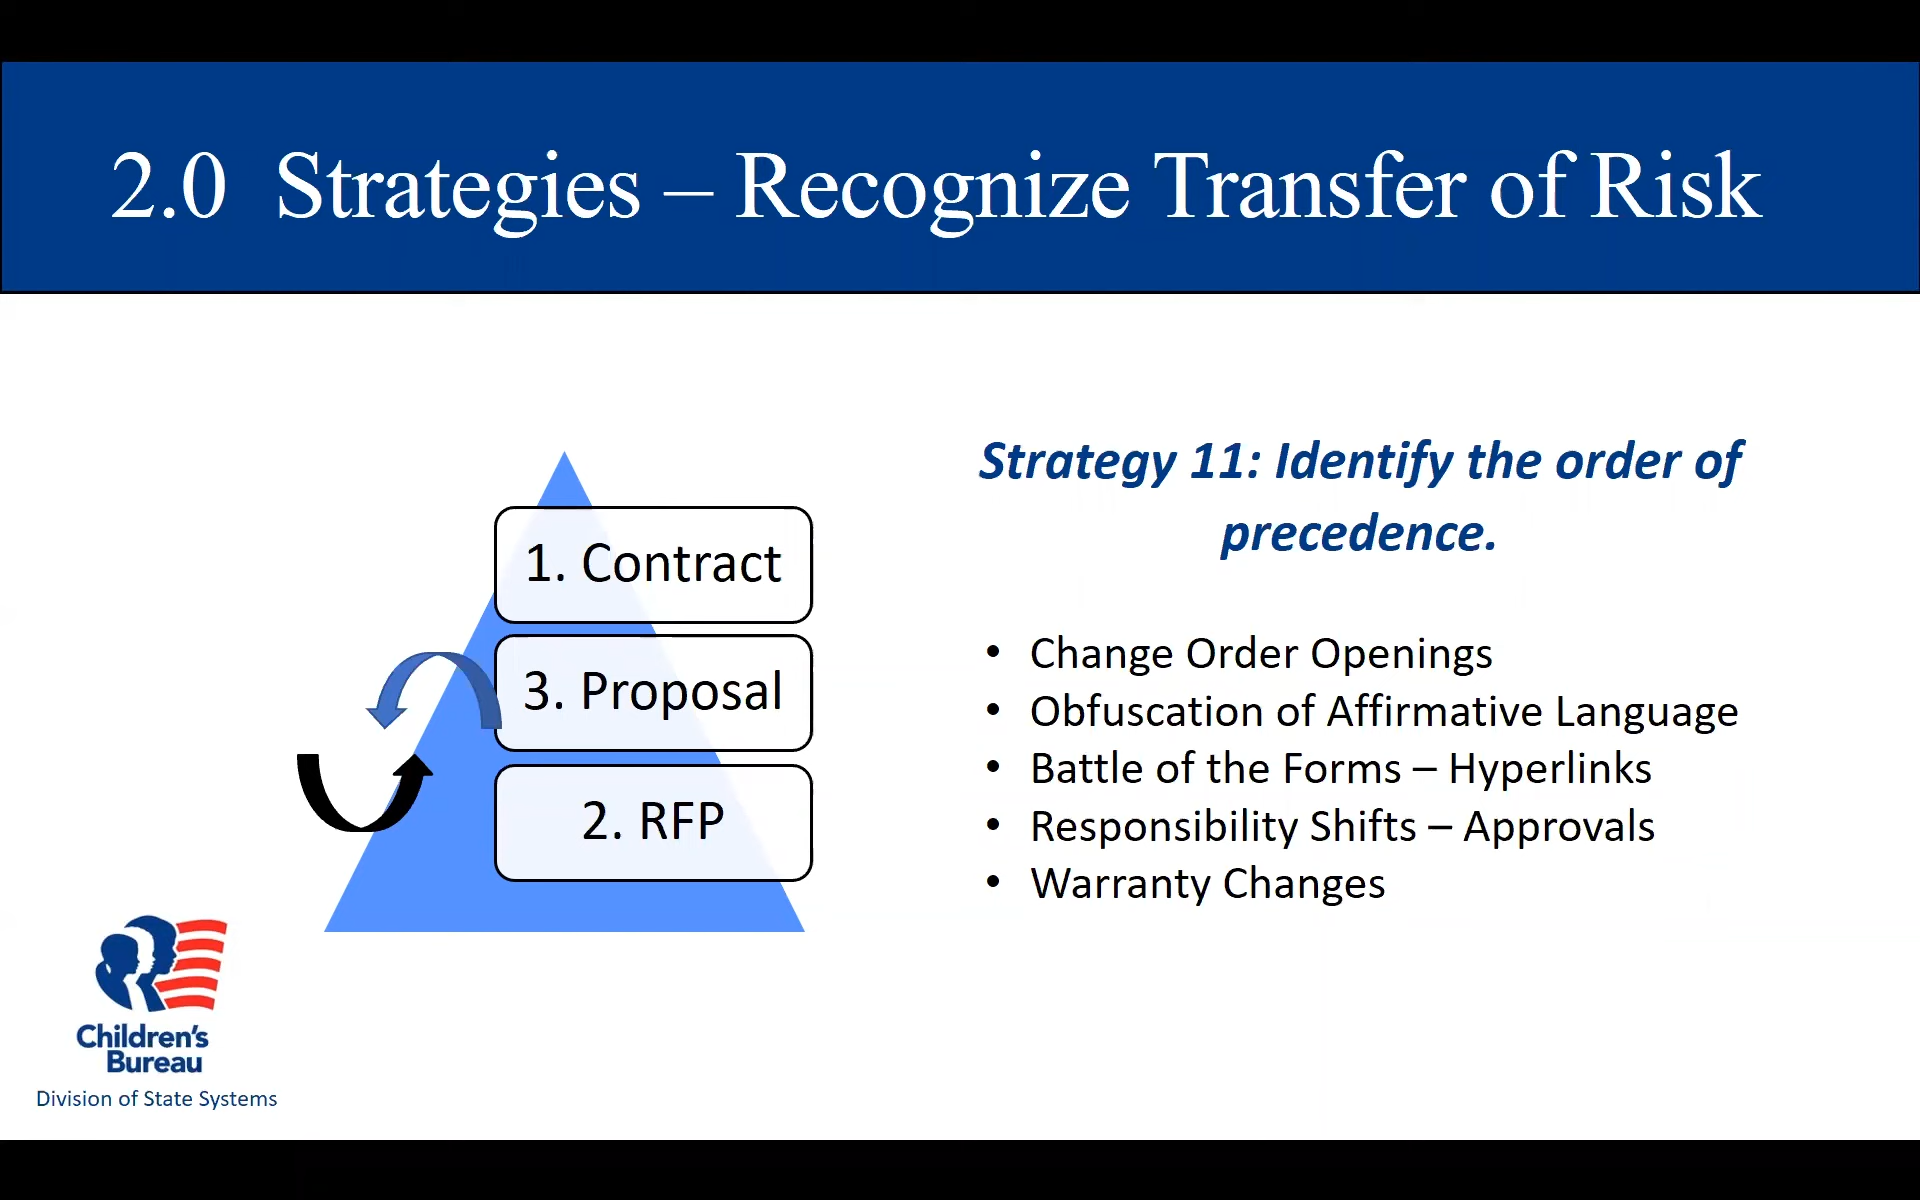 2.0 Strategies – Recognize Transfer of Risk
1. Contract
3. Proposal
2. RFP
Strategy 11: Identify the order of
precedence.
• Change Order Openings
• Obfuscation of Affirmative Language
• Battle of the Forms – Hyperlinks
• Responsibility Shifts – Approvals
• Warranty Changes
Children's
Bureau
Division of State Systems